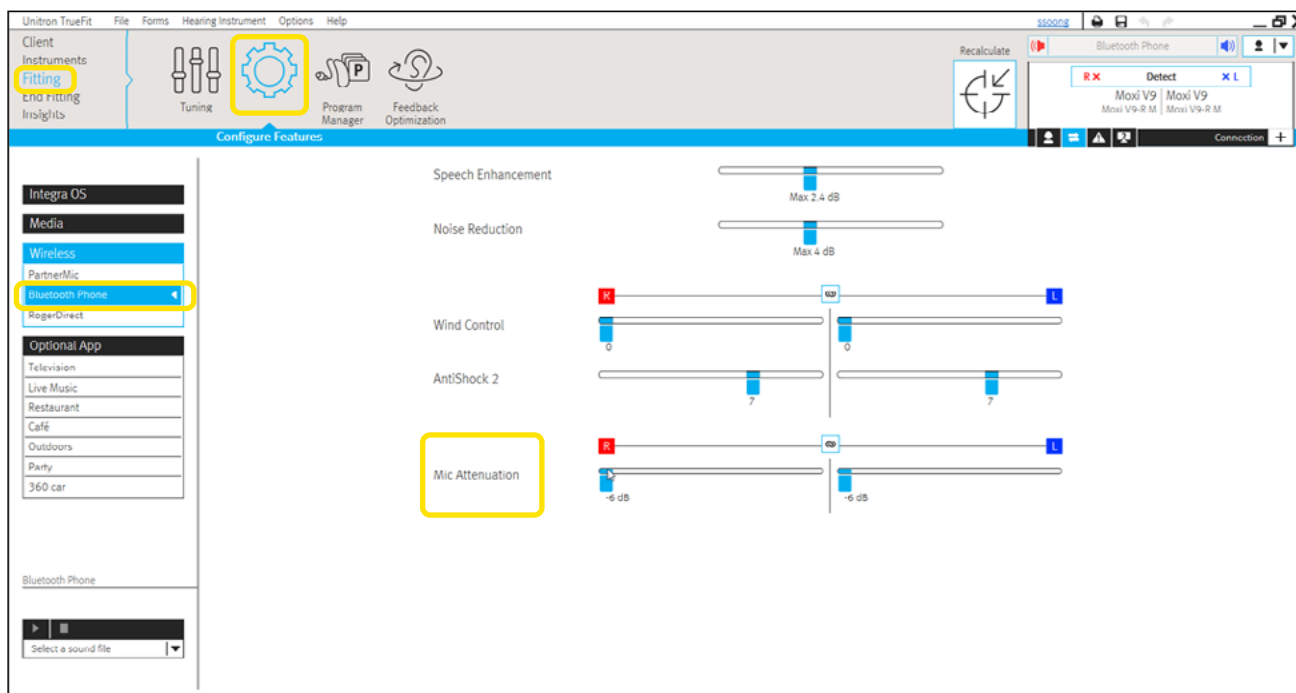 Unitron TrueFit File Forms Hearing Instrument Options Help ssoong
Client
Instruments
Fitting
End Fitting
Insights
Tuning
Program
Manager
Feedback
Optimization
Recalculate
Bluetooth Phone
R Detect L
Moxi V9 Moxi V9
Moxi V9-R M Moxi V9-R M
Configure Features
Connection +
Integra OS
Media
Wireless
PartnerMic
Bluetooth Phone
RogerDirect
Optional App
Television
Live Music
Restaurant
Café
Outdoors
Party
360 car
Bluetooth Phone
Select a sound file
Speech Enhancement
Max 2.4 dB
Noise Reduction
Max 4 dB
R L
Wind Control
0 0
AntiShock 2
7 7
R L
Mic Attenuation
-6 dB -6 dB